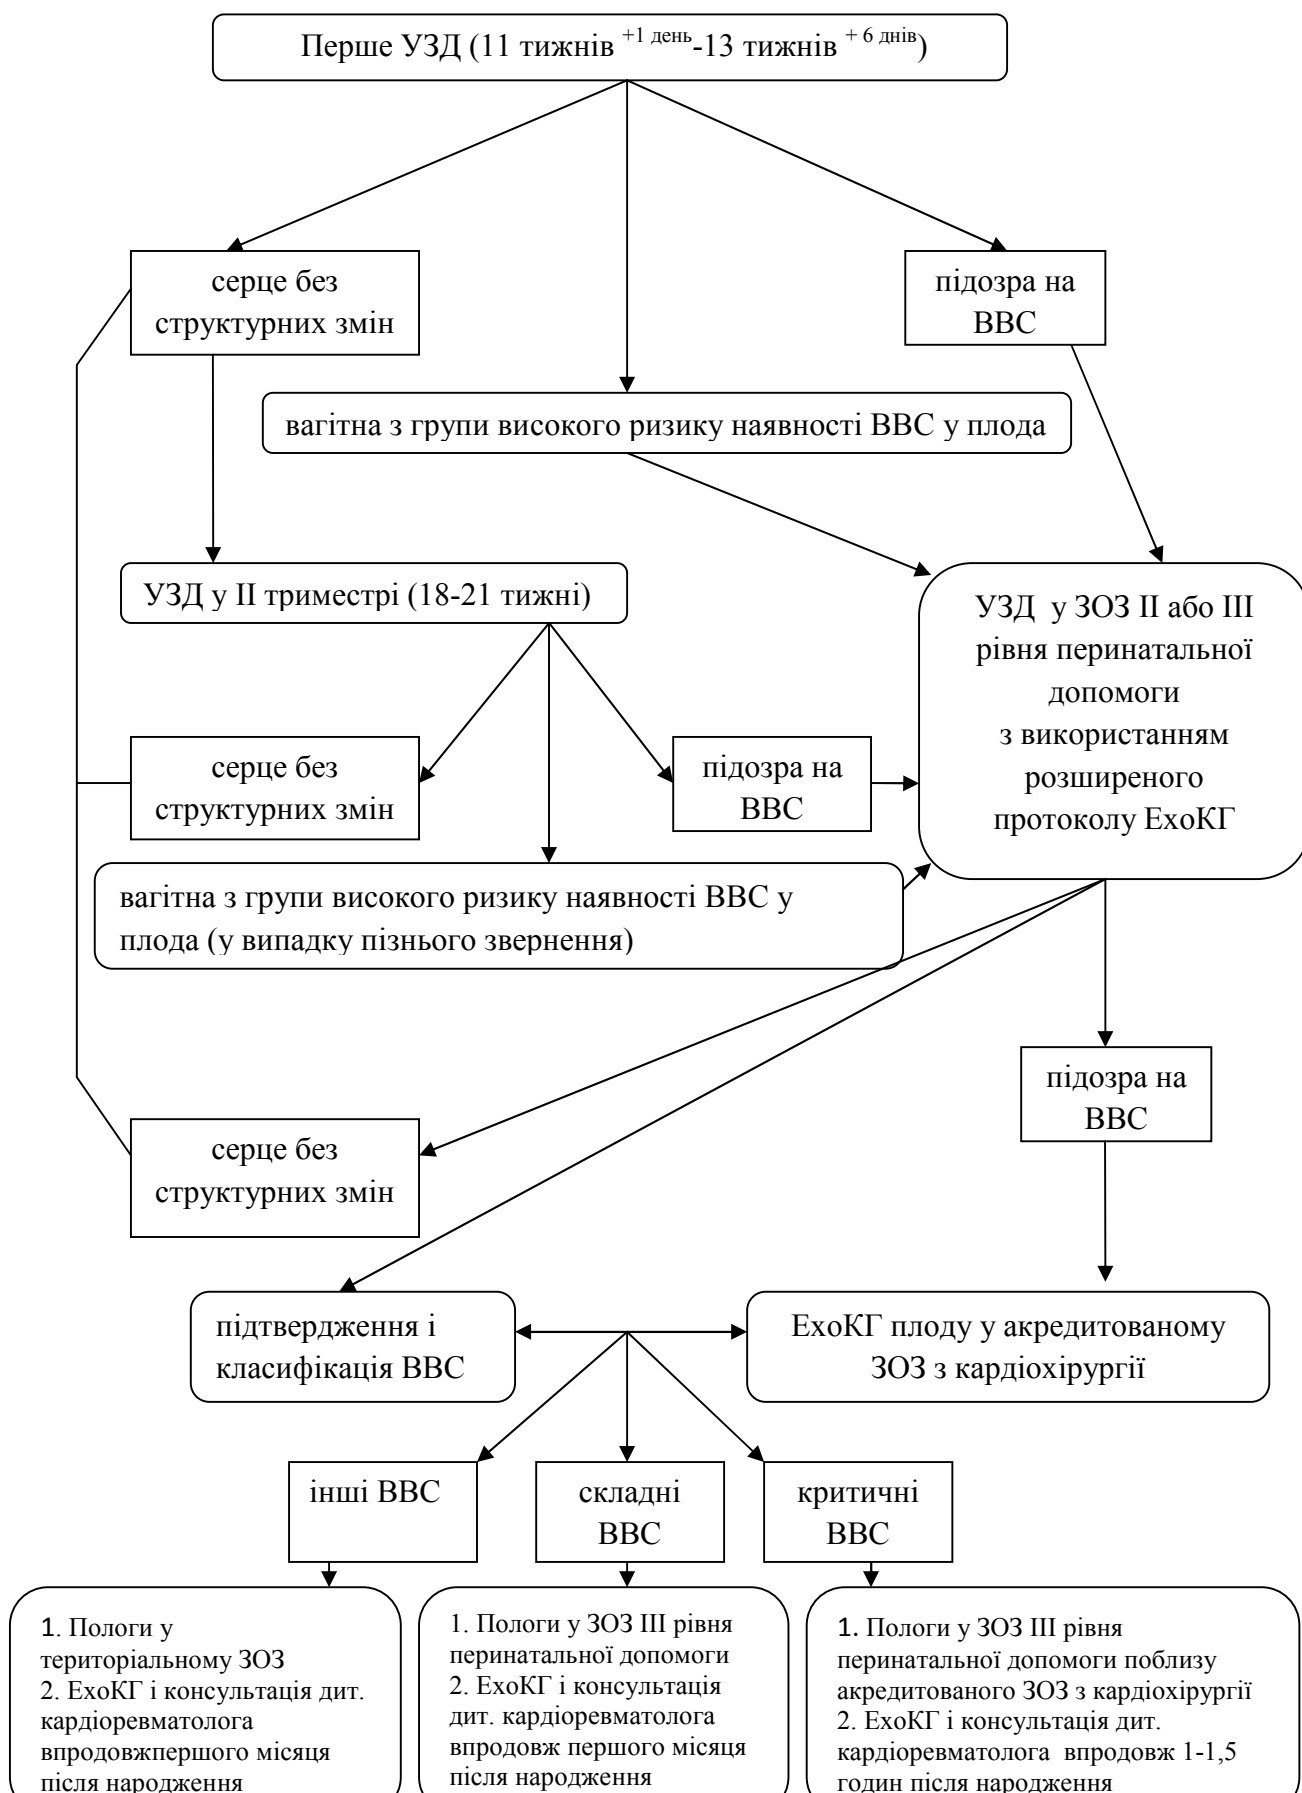 Перше УЗД (11 тижнів +1 день-13 тижнів + 6 днів)
серце без
структурних змін
підозра на
ВВС
вагітна з групи високого ризику наявності ВВС у плода
УЗД у ІІ триместрі (18-21 тижні)
УЗД у ЗОЗ ІІ або ІІІ
рівня перинатальної
допомоги
з використанням
розширеного
протоколу ЕхоКГ
серце без
структурних змін
підозра на
ВВС
вагітна з групи високого ризику наявності ВВС у
плода (у випадку пізнього звернення)
підозра на
ВВС
серце без
структурних змін
підтвердження і
класифікація ВВС
ЕхоКГ плоду у акредитованому
ЗОЗ з кардіохірургії
інші ВВС
складні
ВВС
критичні
ВВС
1. Пологи у
територіальному ЗОЗ
2. ЕхоКГ і консультація дит.
кардіоревматолога
впродовжпершого місяця
після народження
1. Пологи у ЗОЗ ІІІ рівня
перинатальної допомоги
2. ЕхоКГ і консультація
дит. кардіоревматолога
впродовж першого місяця
після народження
1. Пологи у ЗОЗ ІІІ рівня
перинатальної допомоги поблизу
акредитованого ЗОЗ з кардіохірургії
2. ЕхоКГ і консультація дит.
кардіоревматолога впродовж 1-1,5
годин після народження